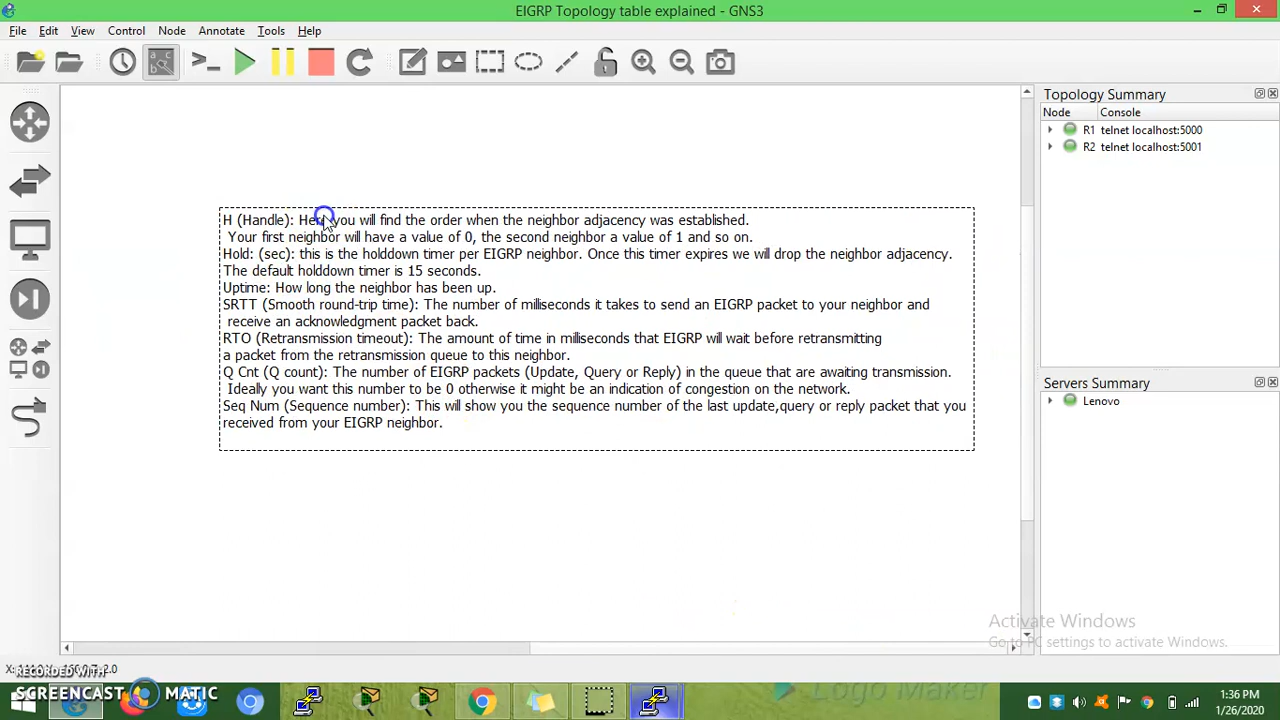 EIGRP Topology table explained - GNS3
File Edit View Control Node Annotate Tools Help
Topology Summary
Node Console
R1 telnet localhost:5000
R2 telnet localhost:5001
H (Handle): Here you will find the order when the neighbor adjacency was established.
Your first neighbor will have a value of 0, the second neighbor a value of 1 and so on.
Hold: (sec): this is the holddown timer per EIGRP neighbor. Once this timer expires we will drop the neighbor adjacency.
The default holddown timer is 15 seconds.
Uptime: How long the neighbor has been up.
SRTT (Smooth round-trip time): The number of milliseconds it takes to send an EIGRP packet to your neighbor and
receive an acknowledgment packet back.
RTO (Retransmission timeout): The amount of time in milliseconds that EIGRP will wait before retransmitting
a packet from the retransmission queue to this neighbor.
Q Cnt (Q count): The number of EIGRP packets (Update, Query or Reply) in the queue that are awaiting transmission.
Ideally you want this number to be 0 otherwise it might be an indication of congestion on the network.
Seq Num (Sequence number): This will show you the sequence number of the last update,query or reply packet that you
received from your EIGRP neighbor.
Servers Summary
Lenovo
Activate Windows
Go to PC settings to activate Windows.
RECORDED WITH
SCREENCAST MATIC
Logo Maker
1:36 PM
1/26/2020